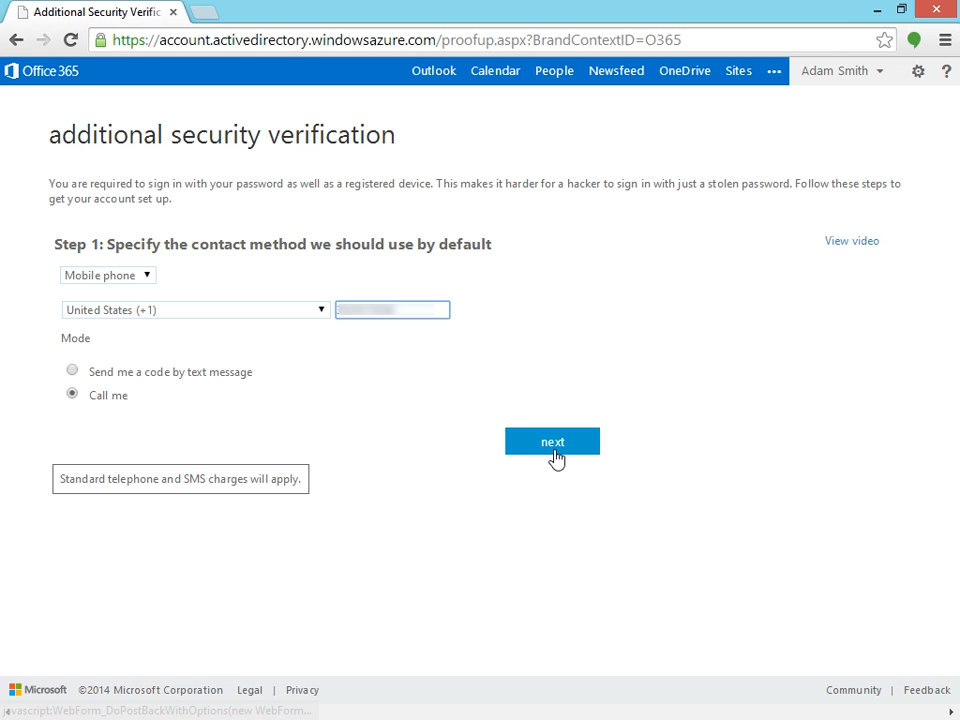 Additional Security Verific
https://account.activedirectory.windowsazure.com/proofup.aspx?BrandContextID=O365
Office 365 Outlook Calendar People Newsfeed OneDrive Sites ••• Adam Smith ?
additional security verification
You are required to sign in with your password as well as a registered device. This makes it harder for a hacker to sign in with just a stolen password. Follow these steps to
get your account set up.
Step 1: Specify the contact method we should use by default
View video
Mobile phone
United States (+1)
Mode
Send me a code by text message
Call me
next
Standard telephone and SMS charges will apply.
Microsoft ©2014 Microsoft Corporation Legal | Privacy Community | Feedback
javascript:WebForm_DoPostBackWithOptions(new WebForm...